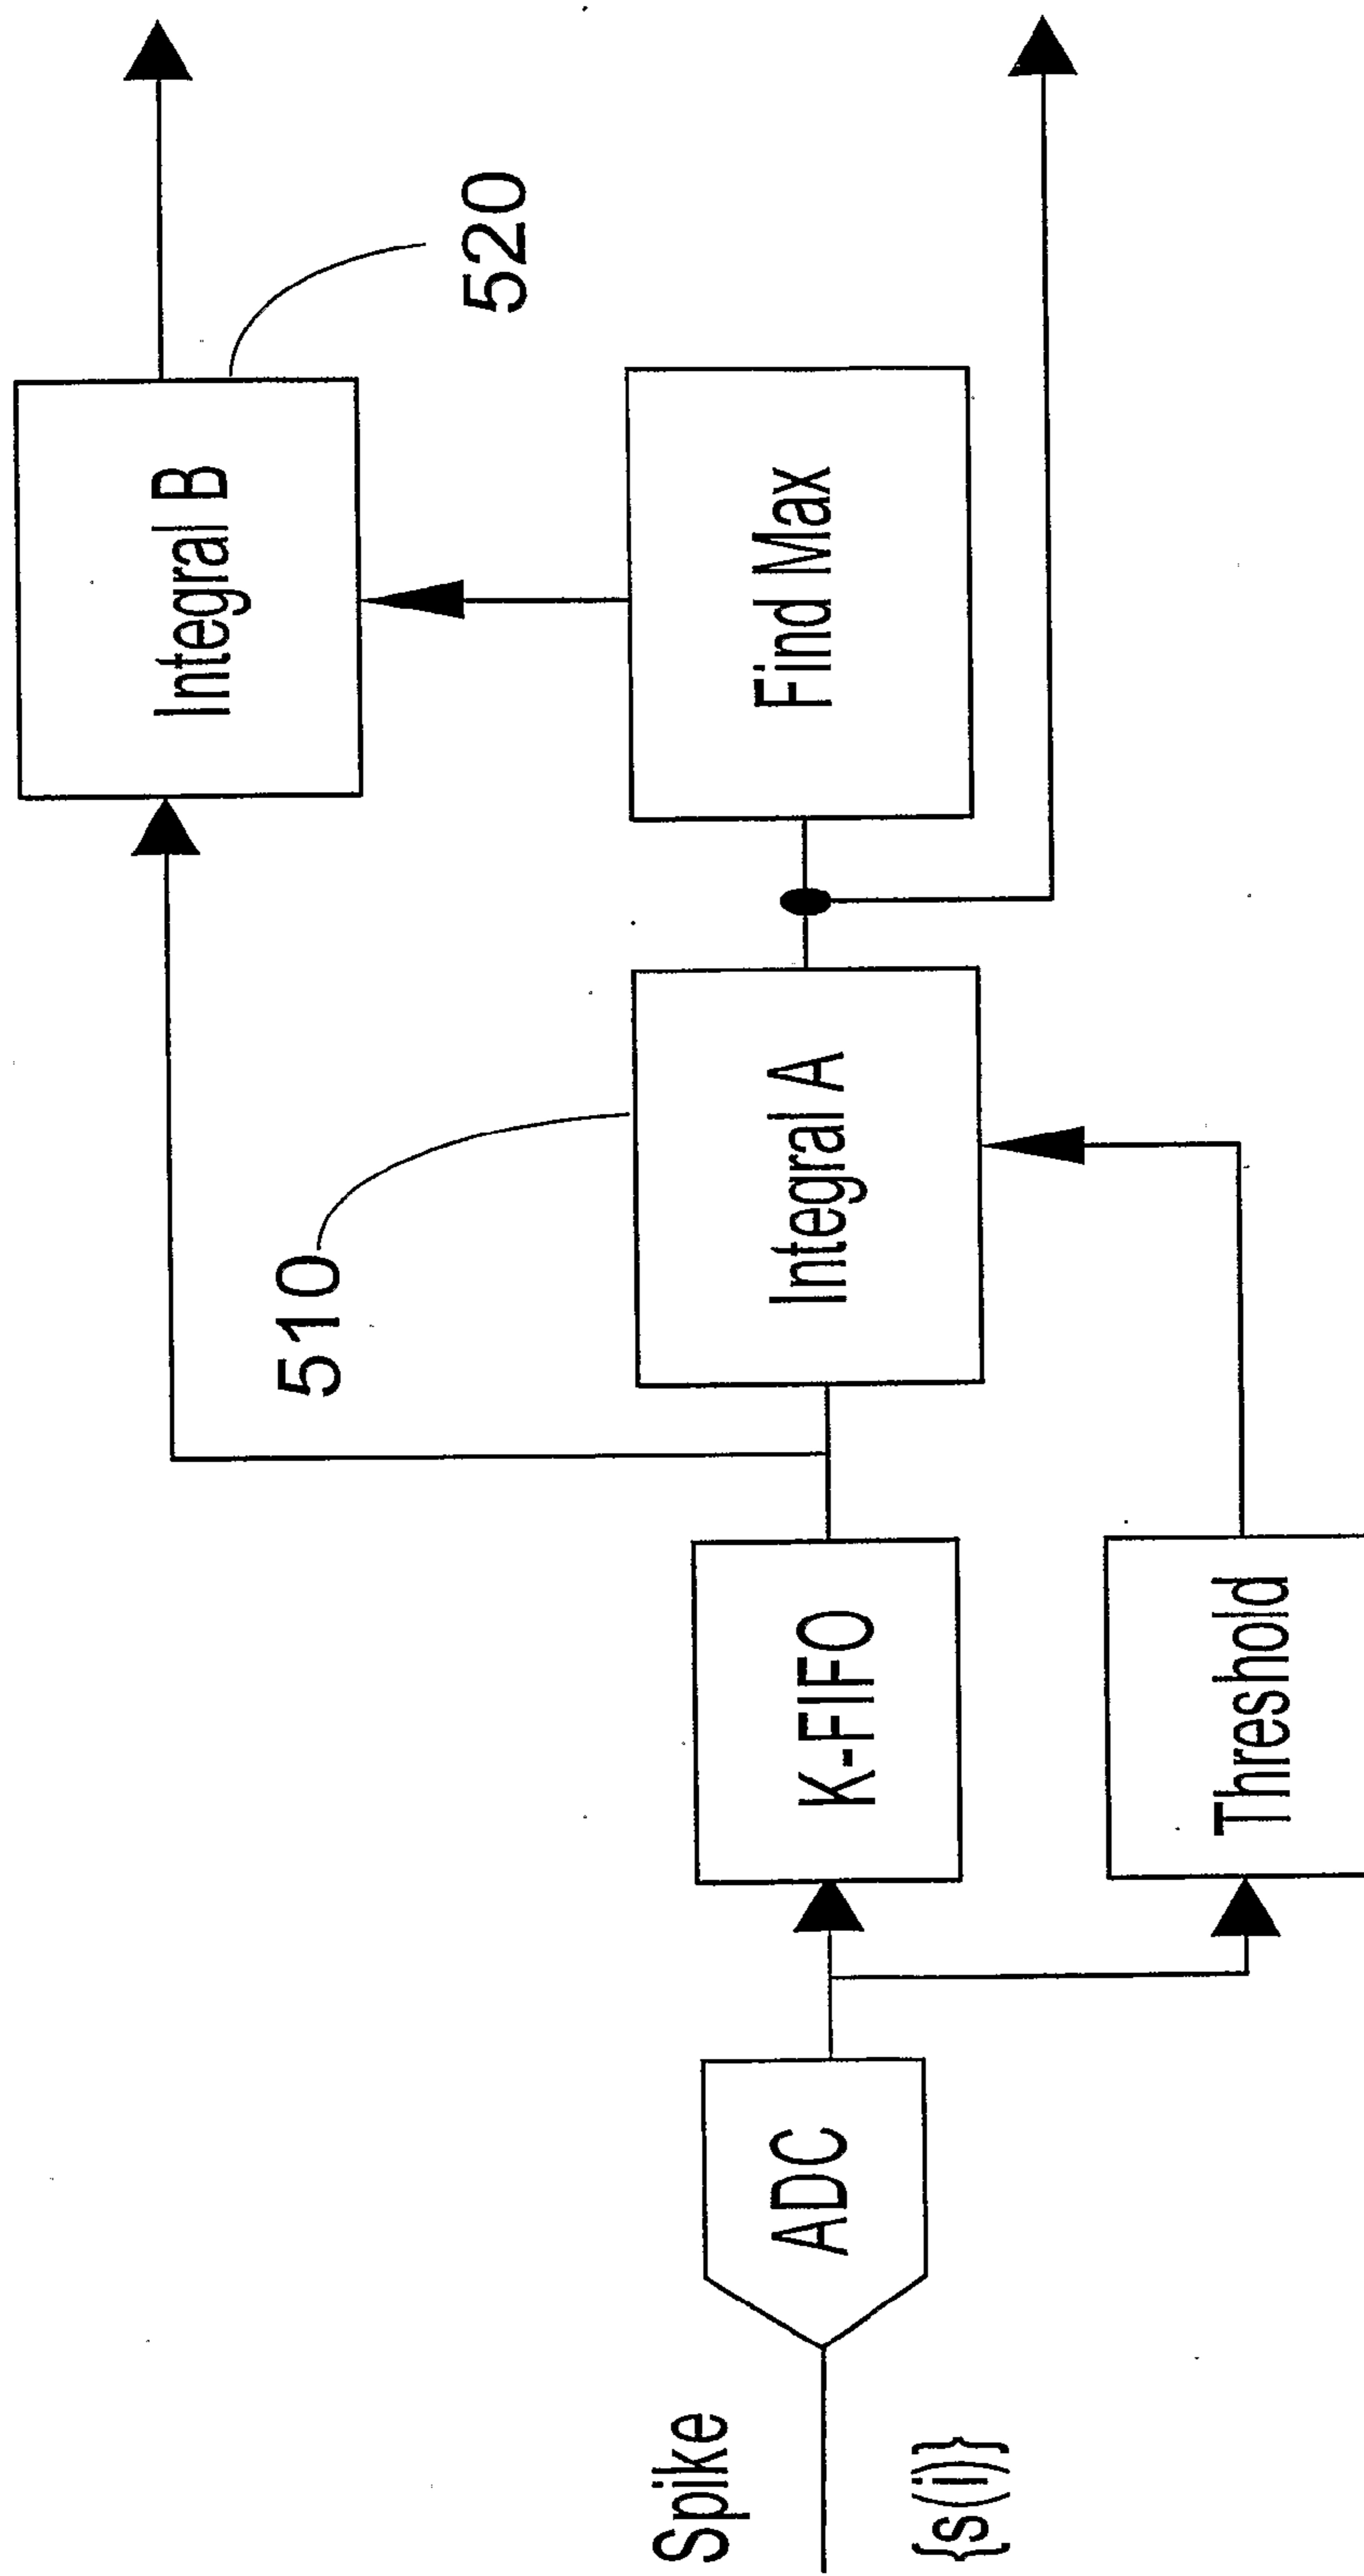 Spike
{s(i)}
ADC
K-FIFO
Threshold
510
Integral A
Find Max
Integral B
520